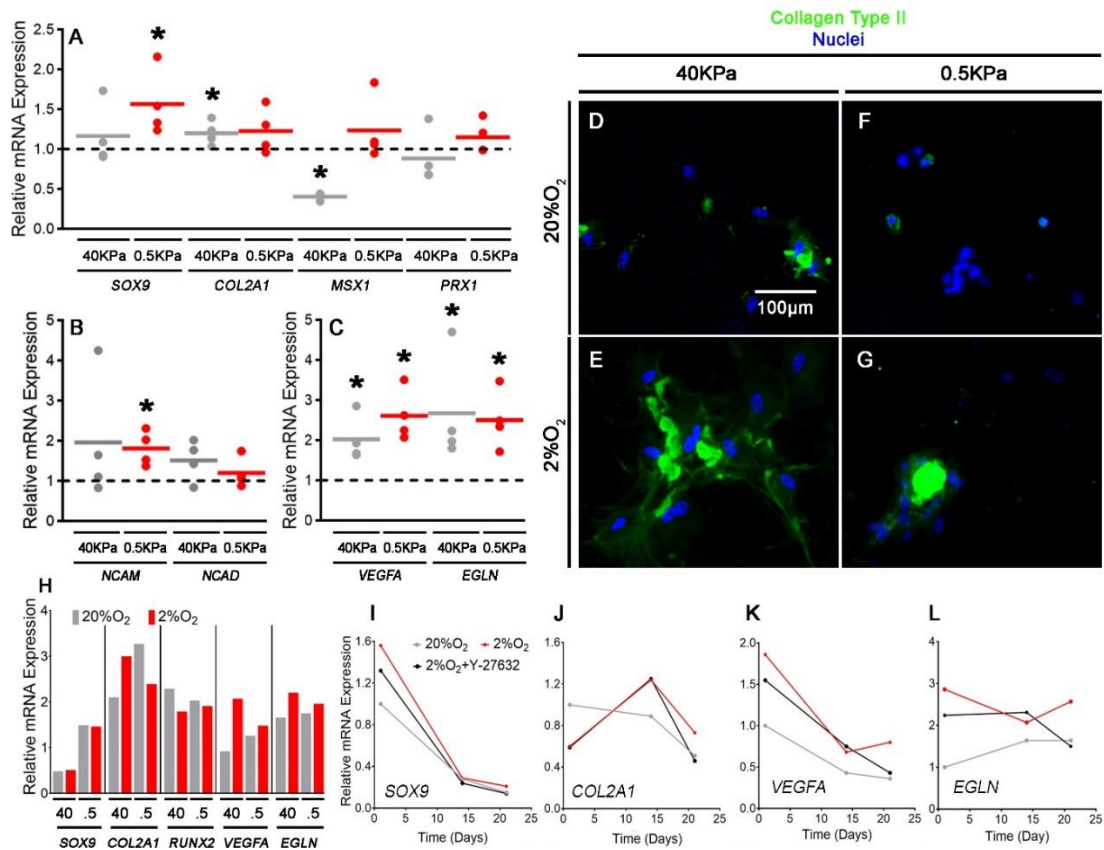 A
Relative mRNA Expression
2.5
2.0
1.5
1.0
0.5
0.0
*
*
*
40KPa 0.5KPa 40KPa 0.5KPa 40KPa 0.5KPa 40KPa 0.5KPa
SOX9 COL2A1 MSX1 PRX1
B
Relative mRNA Expression
5
4
3
2
1
0
*
40KPa 0.5KPa 40KPa 0.5KPa
NCAM NCAD
C
Relative mRNA Expression
5
4
3
2
1
0
*
*
*
*
40KPa 0.5KPa 40KPa 0.5KPa
VEGFA EGLN
Collagen Type II
Nuclei
40KPa 0.5KPa
20%O2
2%O2
D
100µm
F
E
G
H
Relative mRNA Expression
20%O2 2%O2
4
3
2
1
0
40 .5 40 .5 40 .5 40 .5 40 .5
SOX9 COL2A1 RUNX2 VEGFA EGLN
I
Relative mRNA Expression
1.6
1.2
0.8
0.4
0.0
SOX9
0 5 10 15 20 25
Time (Days)
J
20%O2 2%O2
2%O2+Y-27632
1.6
1.2
0.8
0.4
0.0
COL2A1
0 5 10 15 20 25
Time (Days)
K
2.0
1.5
1.0
0.5
0.0
VEGFA
0 5 10 15 20 25
Time (Days)
L
4
3
2
1
0
EGLN
0 5 10 15 20 25
Time (Days)